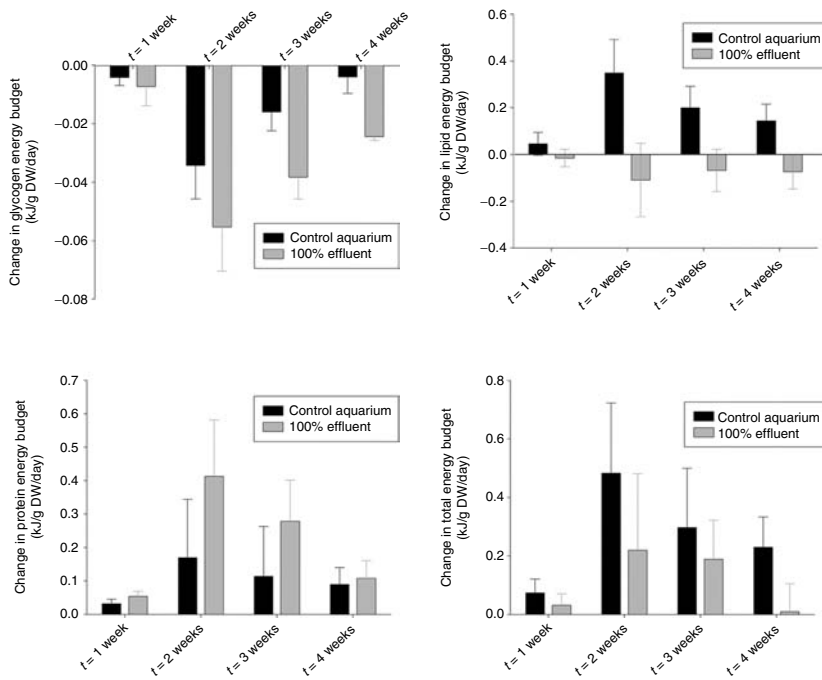 t = 1 week
t = 2 weeks
t = 3 weeks
t = 4 weeks
0.00
−0.02
−0.04
−0.06
−0.08
Change in glycogen energy budget
(kJ/g DW/day)
Control aquarium
100% effluent
0.6
0.4
0.2
0.0
−0.2
−0.4
Change in lipid energy budget
(kJ/g DW/day)
Control aquarium
100% effluent
t = 1 week
t = 2 weeks
t = 3 weeks
t = 4 weeks
0.7
0.6
0.5
0.4
0.3
0.2
0.1
0.0
Change in protein energy budget
(kJ/g DW/day)
Control aquarium
100% effluent
t = 1 week
t = 2 weeks
t = 3 weeks
t = 4 weeks
0.8
0.6
0.4
0.2
0.0
Change in total energy budget
(kJ/g DW/day)
Control aquarium
100% effluent
t = 1 week
t = 2 weeks
t = 3 weeks
t = 4 weeks